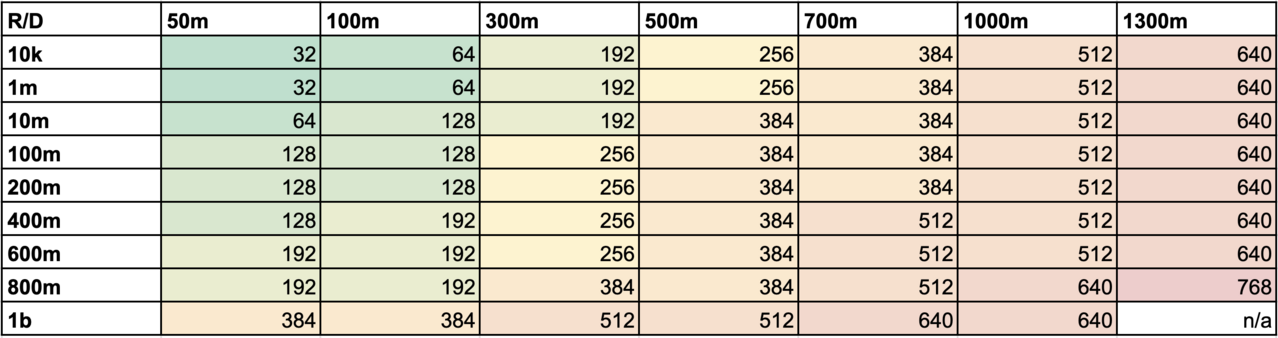 R/D 50m 100m 300m 500m 700m 1000m 1300m
10k 32 64 192 256 384 512 640
1m 32 64 192 256 384 512 640
10m 64 128 192 384 384 512 640
100m 128 128 256 384 384 512 640
200m 128 128 256 384 384 512 640
400m 128 192 256 384 512 512 640
600m 192 192 256 384 512 512 640
800m 192 192 384 384 512 640 768
1b 384 384 512 512 640 640 n/a